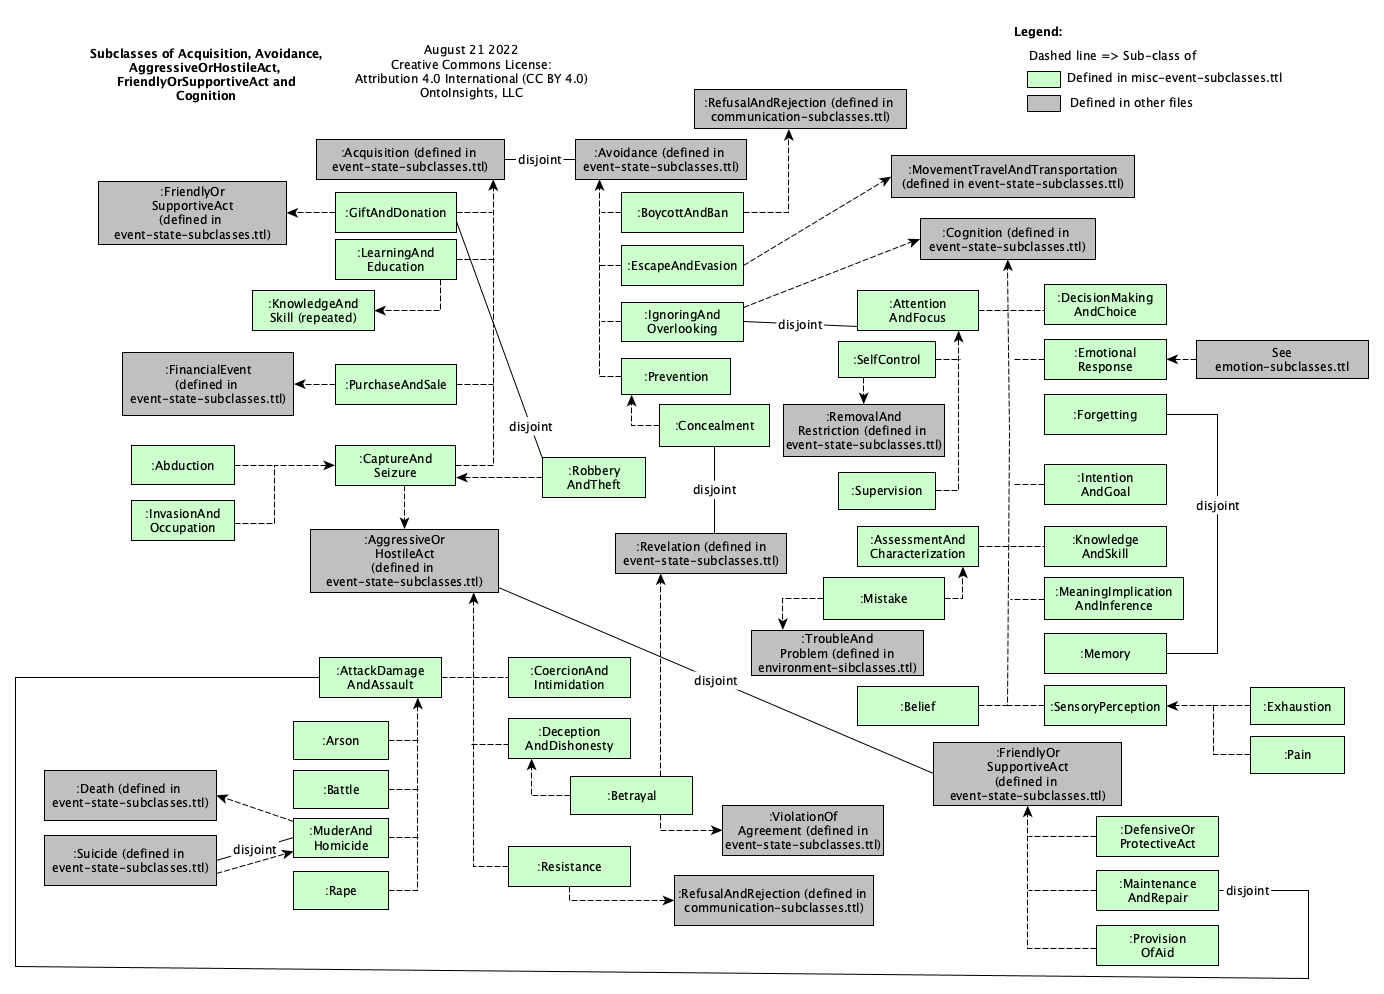 Subclasses of Acquisition, Avoidance,
AggressiveOrHostileAct,
FriendlyOrSupportiveAct and
Cognition
August 21 2022
Creative Commons License:
Attribution 4.0 International (CC BY 4.0)
OntoInsights, LLC
Legend:
Dashed line => Sub-class of
Defined in misc-event-subclasses.ttl
Defined in other files
:RefusalAndRejection (defined in
communication-subclasses.ttl)
:Acquisition (defined in
event-state-subclasses.ttl)
disjoint
:Avoidance (defined in
event-state-subclasses.ttl)
:MovementTravelAndTransportation
(defined in event-state-subclasses.ttl)
:FriendlyOr
SupportiveAct
(defined in
event-state-subclasses.ttl)
:GiftAndDonation
:BoycottAndBan
:Cognition (defined in
event-state-subclasses.ttl)
:LearningAnd
Education
:EscapeAndEvasion
:KnowledgeAnd
Skill (repeated)
:IgnoringAnd
Overlooking
disjoint
:Attention
AndFocus
:DecisionMaking
AndChoice
:SelfControl
:Emotional
Response
See
emotion-subclasses.ttl
:FinancialEvent
(defined in
event-state-subclasses.ttl)
:PurchaseAndSale
:Prevention
:RemovalAnd
Restriction (defined in
event-state-subclasses.ttl)
:Forgetting
disjoint
:Concealment
:Abduction
:CaptureAnd
Seizure
:Robbery
AndTheft
disjoint
:Supervision
:Intention
AndGoal
disjoint
:InvasionAnd
Occupation
:AggressiveOr
HostileAct
(defined in
event-state-subclasses.ttl)
:Revelation (defined in
event-state-subclasses.ttl)
:AssessmentAnd
Characterization
:Knowledge
AndSkill
:Mistake
:MeaningImplication
AndInference
:TroubleAnd
Problem (defined in
environment-sibclasses.ttl)
:Memory
:AttackDamage
AndAssault
:CoercionAnd
Intimidation
disjoint
:Belief
:SensoryPerception
:Exhaustion
:Arson
:Deception
AndDishonesty
:FriendlyOr
SupportiveAct
(defined in
event-state-subclasses.ttl)
:Pain
:Death (defined in
event-state-subclasses.ttl)
:Battle
:Betrayal
:MuderAnd
Homicide
:ViolationOf
Agreement (defined in
event-state-subclasses.ttl)
:DefensiveOr
ProtectiveAct
disjoint
:Suicide (defined in
event-state-subclasses.ttl)
:Resistance
:Rape
:RefusalAndRejection (defined in
communication-subclasses.ttl)
:Maintenance
AndRepair
disjoint
:Provision
OfAid